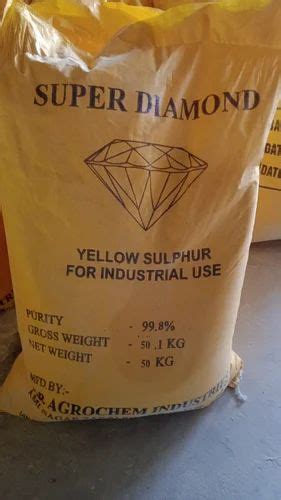 SUPER DIAMOND
YELLOW SULPHUR
FOR INDUSTRIAL USE
PURITY - 99.8%
GROSS WEIGHT - 50.1 KG
NET WEIGHT - 50 KG
MFD BY:-
AGROCHEM